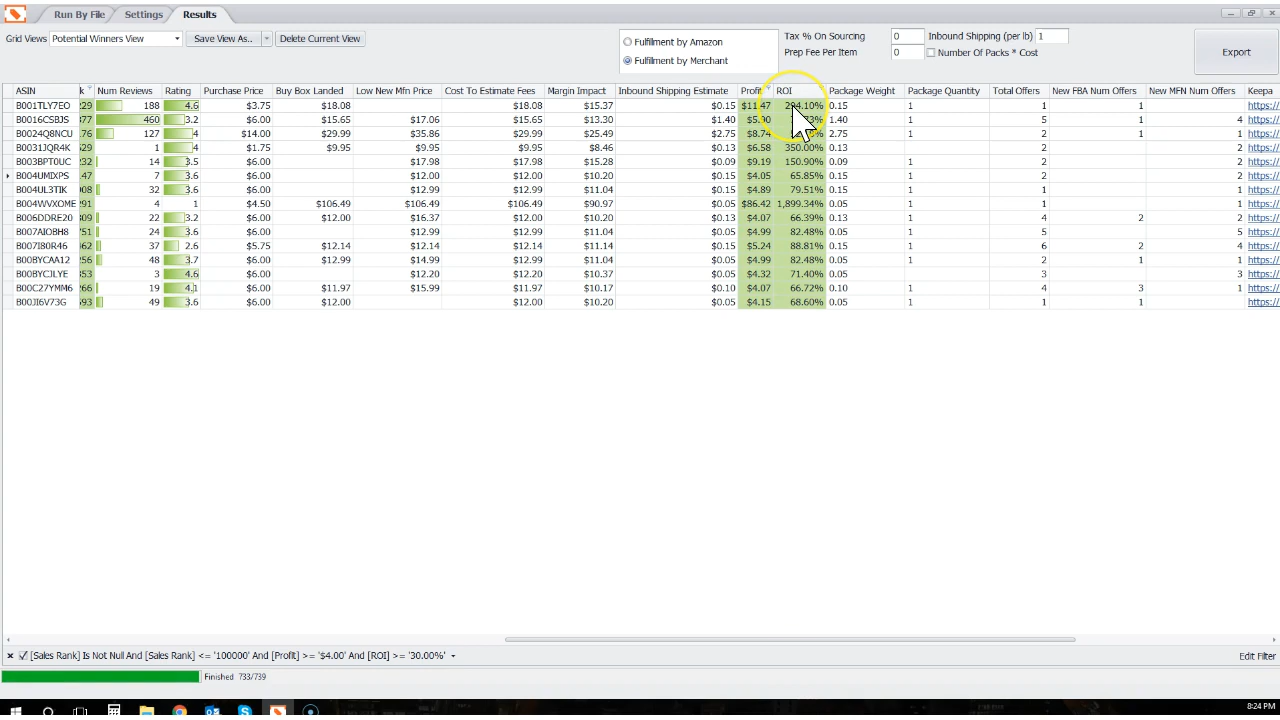 Run By File Settings Results
Grid Views Potential Winners View Save View As.. Delete Current View
Fulfilment by Amazon
Fulfilment by Merchant
Tax % On Sourcing 0 Inbound Shipping (per lb) 1
Prep Fee Per Item 0 Number Of Packs * Cost
Export
ASIN Num Reviews Rating Purchase Price Buy Box Landed Low New Mfn Price Cost To Estimate Fees Margin Impact Inbound Shipping Estimate Profit ROI Package Weight Package Quantity Total Offers New FBA Num Offers New MFN Num Offers Keepa
B001TLY7EO 29 188 4.6 $3.75 $18.08 $18.08 $15.37 $0.15 0.15 1 1 1 https://
B0016CSBJS 77 460 3.2 $6.00 $15.65 $17.06 $15.65 $13.30 $1.40 1.40 1 5 1 4 https://
B0024Q8NCU 76 127 4 $14.00 $29.99 $35.86 $29.99 $25.49 $2.75 $8.74 2.75 1 2 1 1 https://
B0031JQR4K 29 1 4 $1.75 $9.95 $9.95 $9.95 $8.46 $0.13 $6.58 350.00% 0.13 2 2 https://
B003BPT0UC 232 14 3.5 $6.00 $17.98 $17.98 $15.28 $0.09 $9.19 150.90% 0.09 1 2 2 https://
B004UMIXPS 47 7 3.6 $6.00 $12.00 $12.00 $10.20 $0.15 $4.05 65.85% 0.15 1 1 1 https://
B004UL3TIK 08 32 3.6 $6.00 $12.99 $12.99 $11.04 $0.15 $4.89 79.51% 0.15 1 1 1 https://
B004WVXOME 91 4 1 $4.50 $106.49 $106.49 $106.49 $90.97 $0.05 $86.42 1,899.34% 0.05 1 2 2 https://
B006DDRE20 09 22 3.2 $6.00 $12.00 $16.37 $12.00 $10.20 $0.13 $4.07 66.39% 0.13 1 4 2 2 https://
B007AIOBH8 51 24 3.6 $6.00 $12.99 $12.99 $11.04 $0.05 $4.99 82.48% 0.05 1 5 5 https://
B007I80R46 62 37 2.6 $5.75 $12.14 $12.14 $12.14 $11.14 $0.15 $5.24 88.81% 0.15 1 6 2 4 https://
B00BYCAA12 56 48 3.7 $6.00 $12.99 $14.99 $12.99 $11.04 $0.05 $4.99 82.48% 0.05 1 2 1 1 https://
B00BYCJLYE 53 3 4.6 $6.00 $12.20 $12.20 $10.37 $0.05 $4.32 71.40% 0.05 3 3 https://
B00C27YMM6 266 19 4.1 $6.00 $11.97 $15.99 $11.97 $10.17 $0.10 $4.07 66.72% 0.10 1 4 3 1 https://
B00JI6V73G 93 49 3.6 $6.00 $12.00 $12.00 $10.20 $0.05 $4.15 68.60% 0.05 1 1 1 https://
[Sales Rank] Is Not Null And [Sales Rank] <= '100000' And [Profit] >= '$4.00' And [ROI] >= '30.00%' Edit Filter
Finished 733/739
8:24 PM